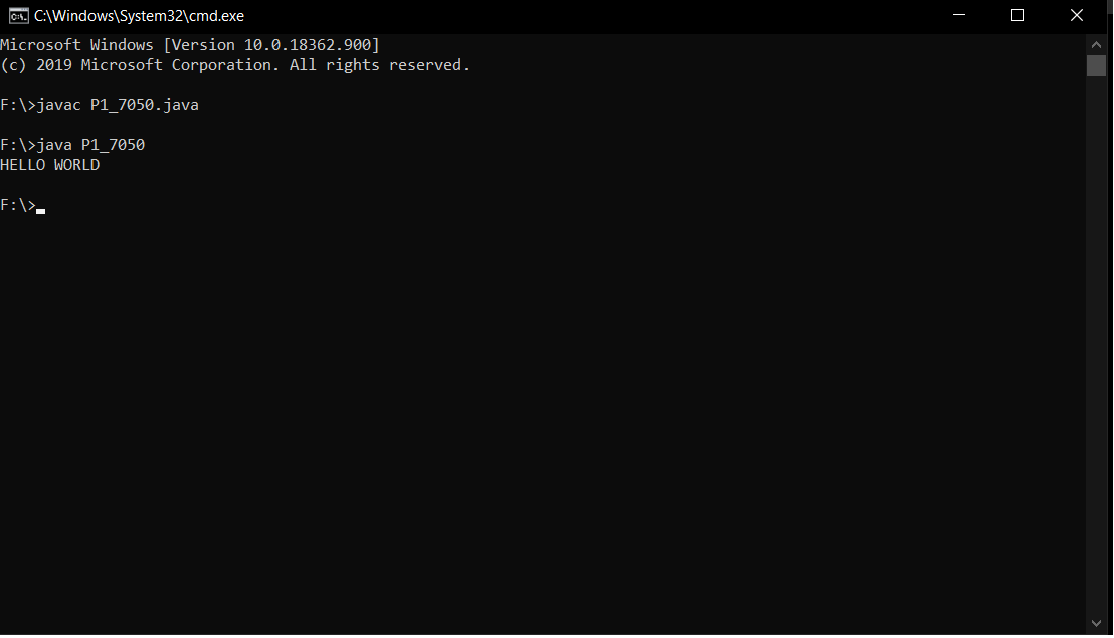 C:\Windows\System32\cmd.exe
Microsoft Windows [Version 10.0.18362.900]
(c) 2019 Microsoft Corporation. All rights reserved.
F:\>javac P1_7050.java
F:\>java P1_7050
HELLO WORLD
F:\>